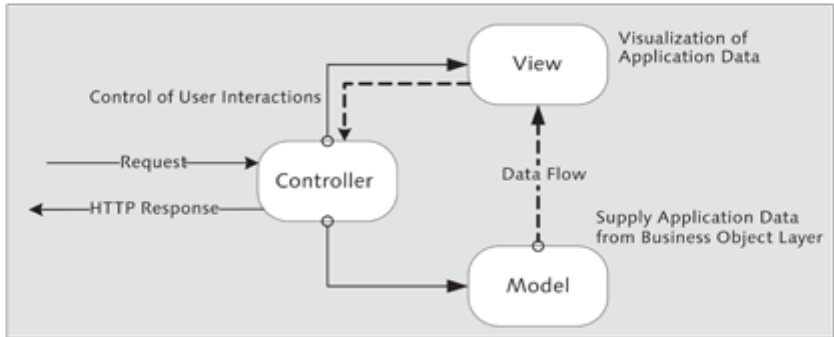 View
Visualization of
Application Data
Control of User Interactions
Request
Controller
Data Flow
HTTP Response
Supply Application Data
from Business Object Layer
Model